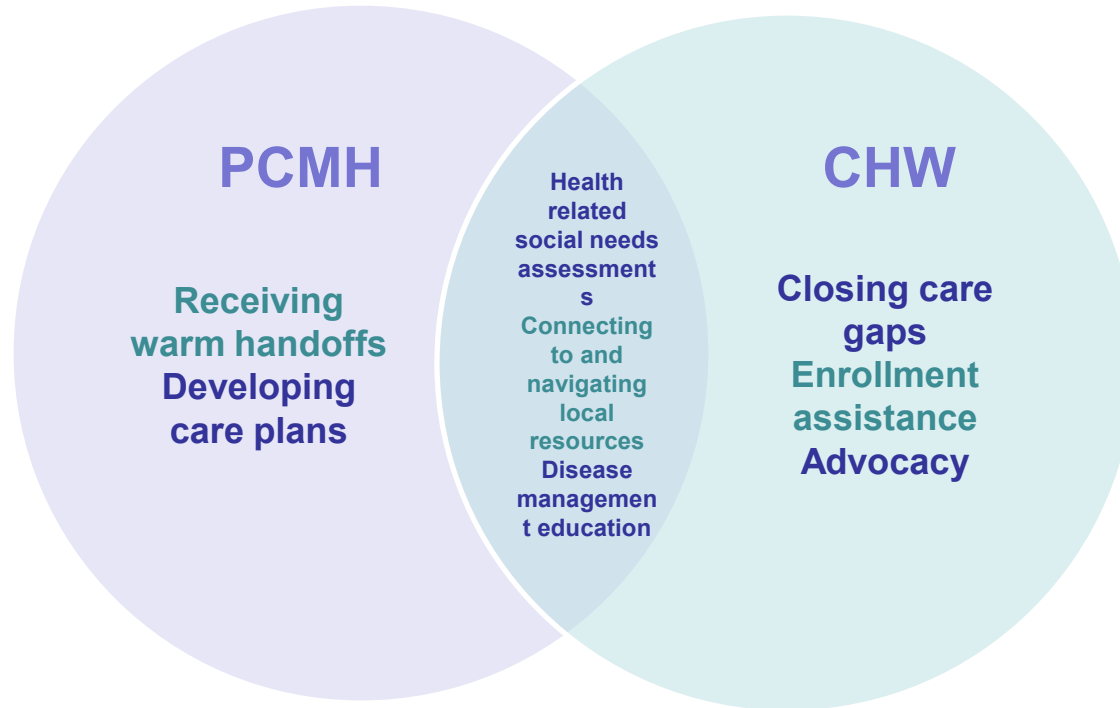 PCMH
Receiving
warm handoffs
Developing
care plans
Health
related
social needs
assessment
s
Connecting
to and
navigating
local
resources
Disease
managemen
t education
CHW
Closing care
gaps
Enrollment
assistance
Advocacy